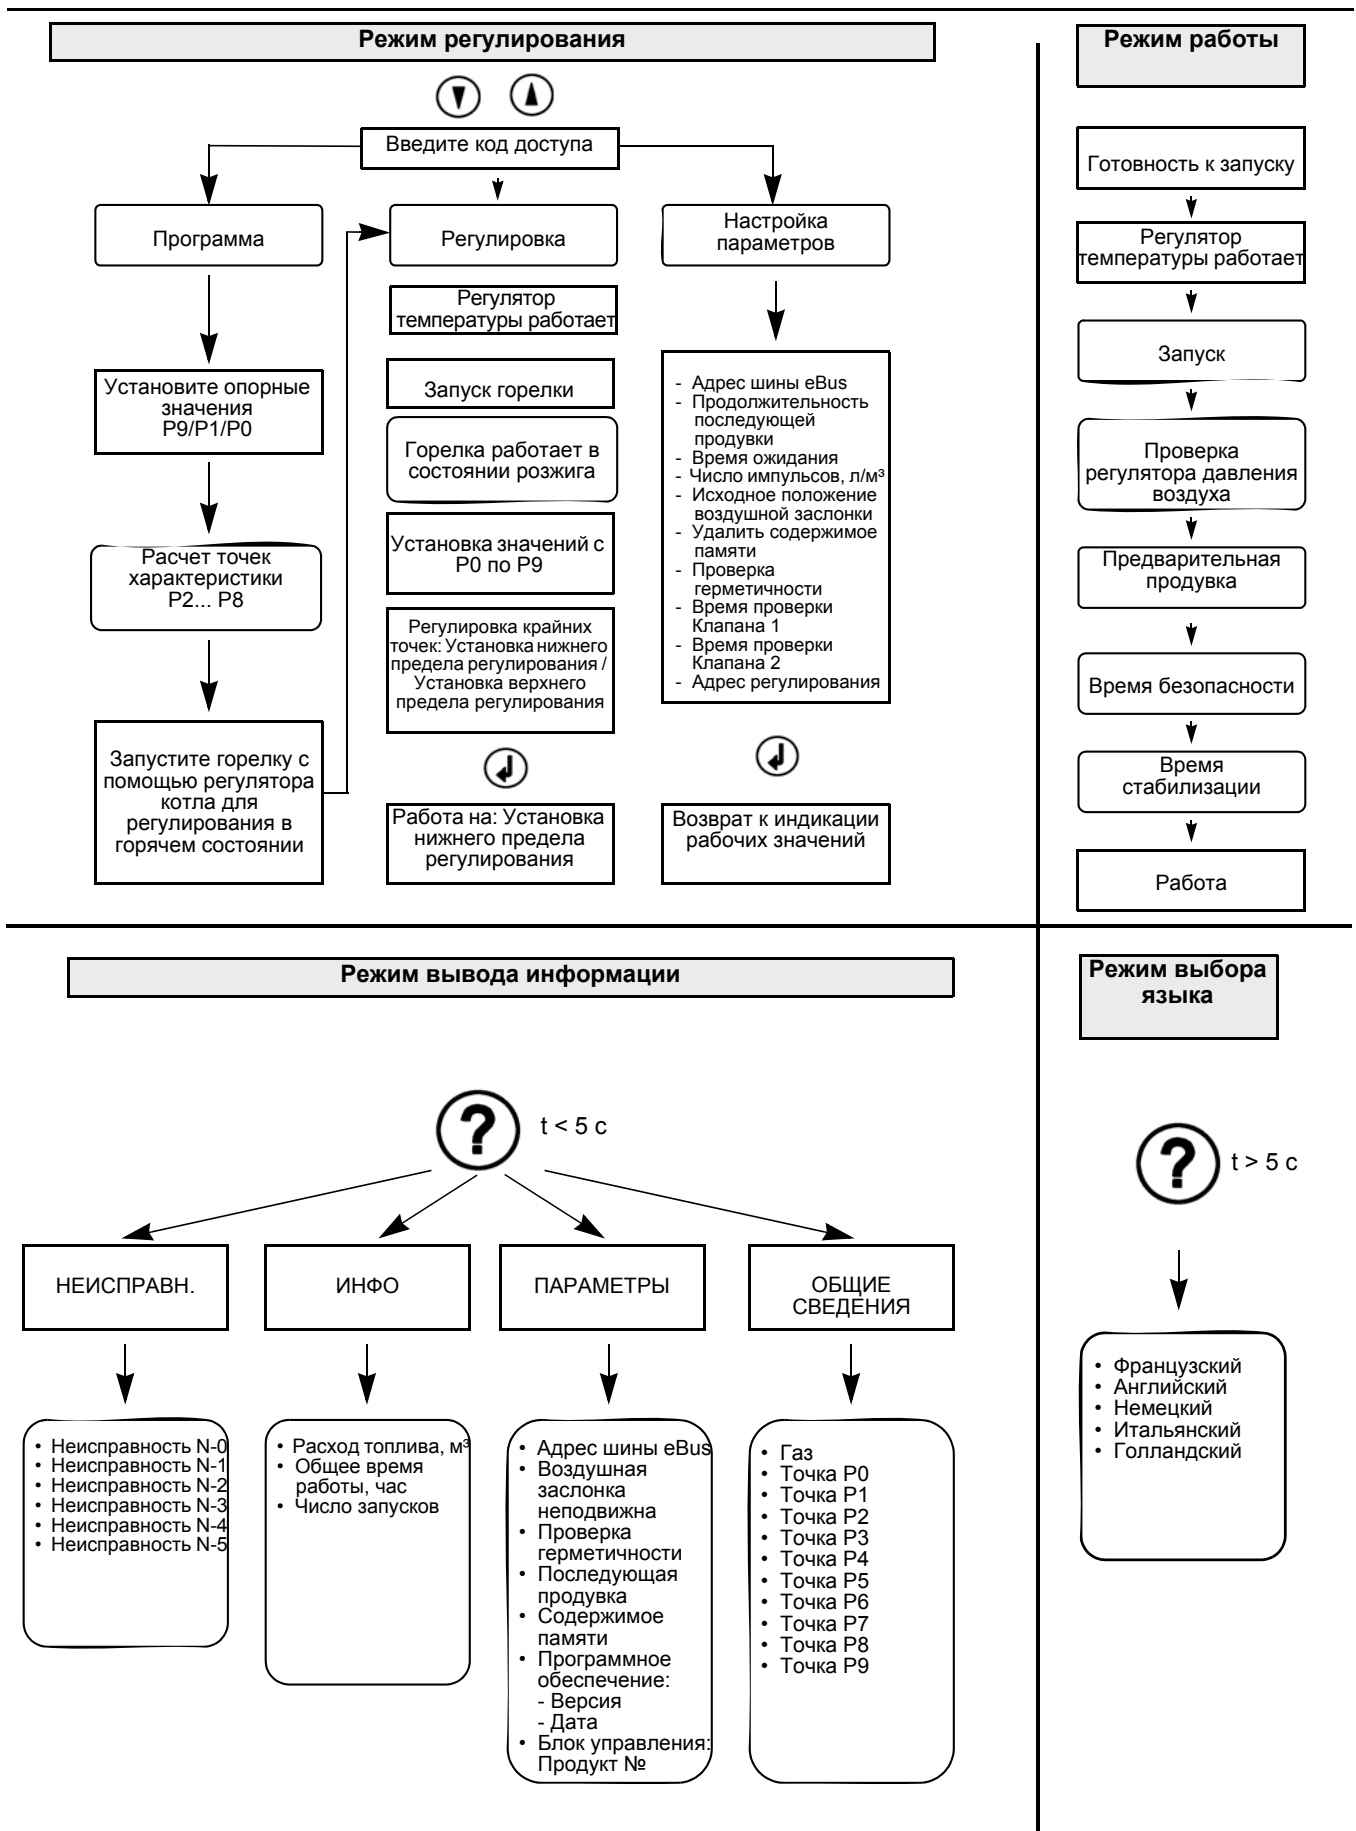 Режим регулирования
Введите код доступа
Программа
Установите опорные
значения
P9/P1/P0
Расчет точек
характеристики
P2... P8
Запустите горелку с
помощью регулятора
котла для
регулирования в
горячем состоянии
Регулировка
Регулятор
температуры работает
Запуск горелки
Горелка работает в
состоянии розжига
Установка значений с
P0 по P9
Регулировка крайних
точек: Установка нижнего
предела регулирования /
Установка верхнего
предела регулирования
Работа на: Установка
нижнего предела
регулирования
Настройка
параметров
- Адрес шины eBus
- Продолжительность
последующей
продувки
- Время ожидания
- Число импульсов, л/м³
- Исходное положение
воздушной заслонки
- Удалить содержимое
памяти
- Проверка
герметичности
- Время проверки
Клапана 1
- Время проверки
Клапана 2
- Адрес регулирования
Возврат к индикации
рабочих значений
Режим работы
Готовность к запуску
Регулятор
температуры работает
Запуск
Проверка
регулятора давления
воздуха
Предварительная
продувка
Время безопасности
Время
стабилизации
Работа
Режим вывода информации
? t < 5 с
НЕИСПРАВН.
• Неисправность N-0
• Неисправность N-1
• Неисправность N-2
• Неисправность N-3
• Неисправность N-4
• Неисправность N-5
ИНФО
• Расход топлива, м³
• Общее время
работы, час
• Число запусков
ПАРАМЕТРЫ
• Адрес шины eBus
• Воздушная
заслонка
неподвижна
• Проверка
герметичности
• Последующая
продувка
• Содержимое
памяти
• Программное
обеспечение:
- Версия
- Дата
• Блок управления:
Продукт №
ОБЩИЕ
СВЕДЕНИЯ
• Газ
• Точка P0
• Точка P1
• Точка P2
• Точка P3
• Точка P4
• Точка P5
• Точка P6
• Точка P7
• Точка P8
• Точка P9
Режим выбора
языка
? t > 5 с
• Французский
• Английский
• Немецкий
• Итальянский
• Голландский